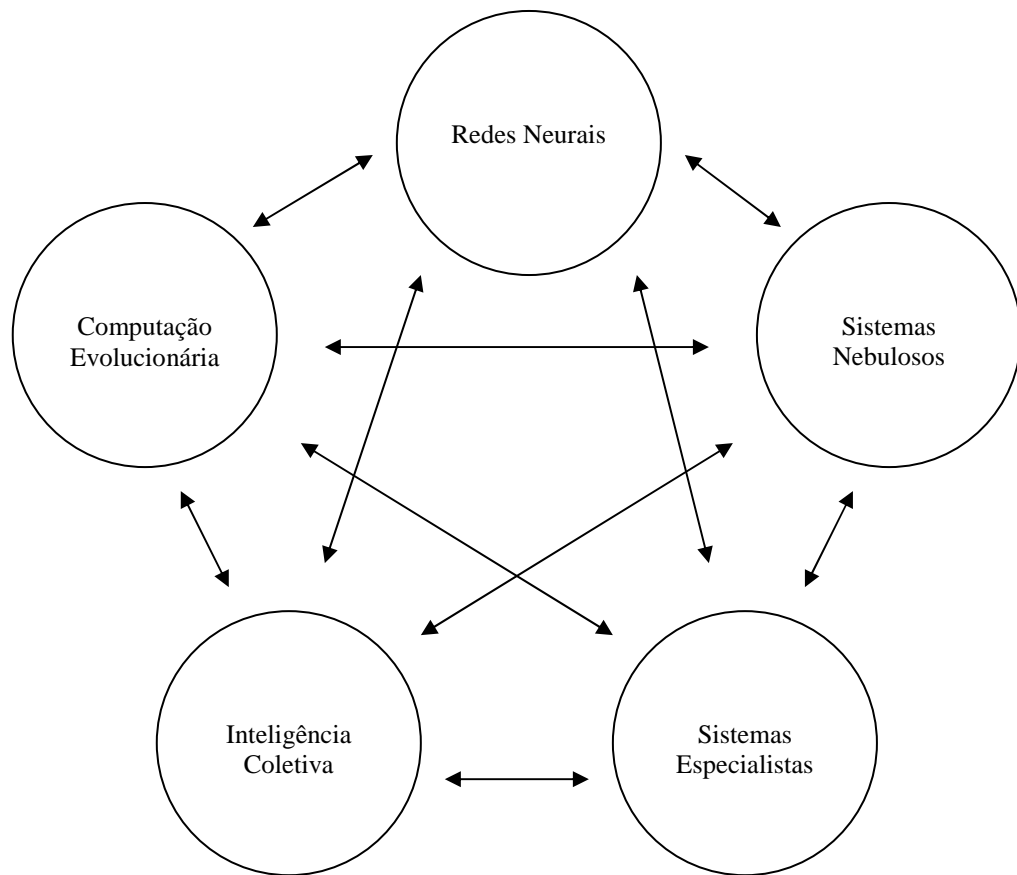 Redes Neurais
Computação
Evolucionária
Sistemas
Nebulosos
Inteligência
Coletiva
Sistemas
Especialistas